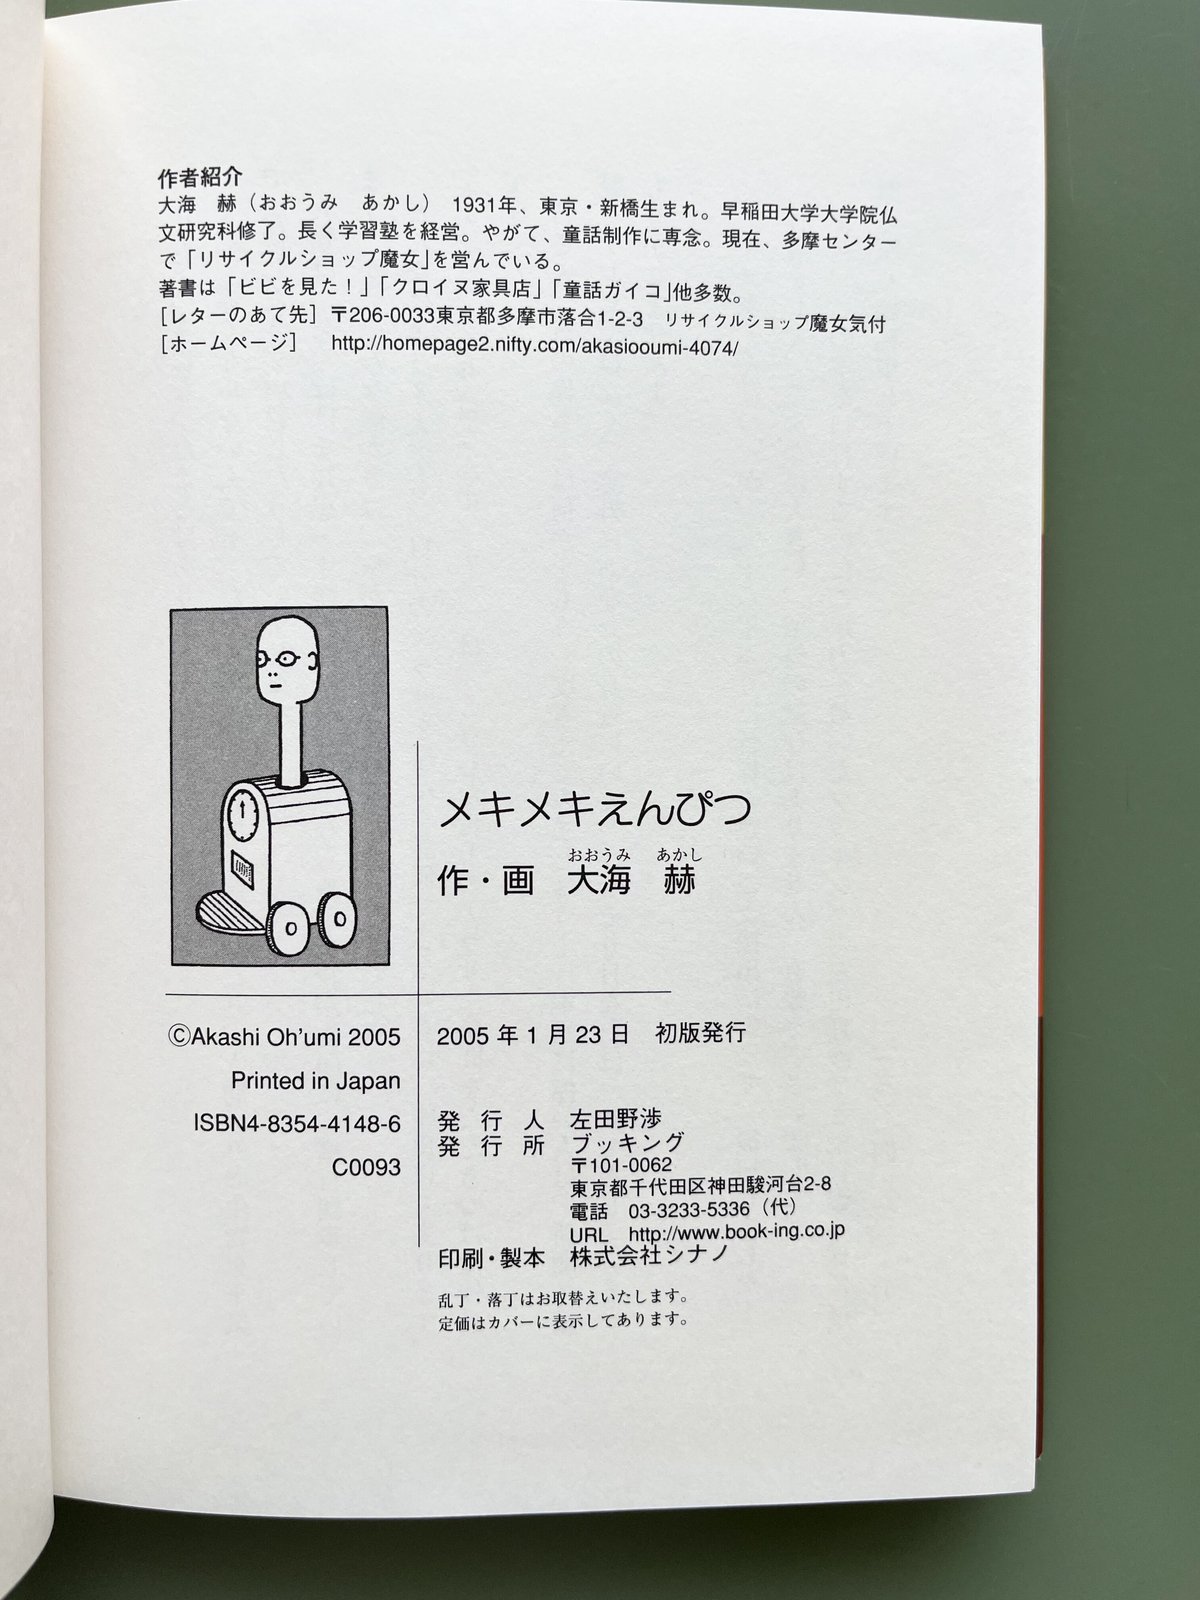 作者紹介
大海　赫（おおうみ　あかし）　1931年、東京・新橋生まれ。早稲田大学大学院仏
文研究科修了。長く学習塾を経営。やがて、童話制作に専念。現在、多摩センター
で「リサイクルショップ魔女」を営んでいる。
著書は「ビビを見た！」「クロイヌ家具店」「童話ガイコ」他多数。
［レターのあて先］〒206-0033東京都多摩市落合1-2-3　リサイクルショップ魔女気付
［ホームページ］　http://homepage2.nifty.com/akasiooumi-4074/
メキメキえんぴつ
おおうみ　あかし
作・画　大海　赫
©Akashi Oh'umi 2005
Printed in Japan
ISBN4-8354-4148-6
C0093
2005年1月23日　初版発行
発　行　人　左田野渉
発　行　所　ブッキング
〒101-0062
東京都千代田区神田駿河台2-8
電話　03-3233-5336（代）
URL　http://www.book-ing.co.jp
印刷・製本　株式会社シナノ
乱丁・落丁はお取替えいたします。
定価はカバーに表示してあります。